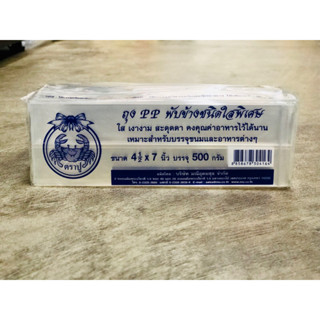 ถุง PP พับข้างชนิดใสพิเศษ
ใส เงางาม สะดุดตา คงคุณค่าอาหารไว้ได้นาน
เหมาะสำหรับบรรจุขนมและอาหารต่างๆ
ขนาด 4½ x 7 นิ้ว บรรจุ 500 กรัม
ตราปู